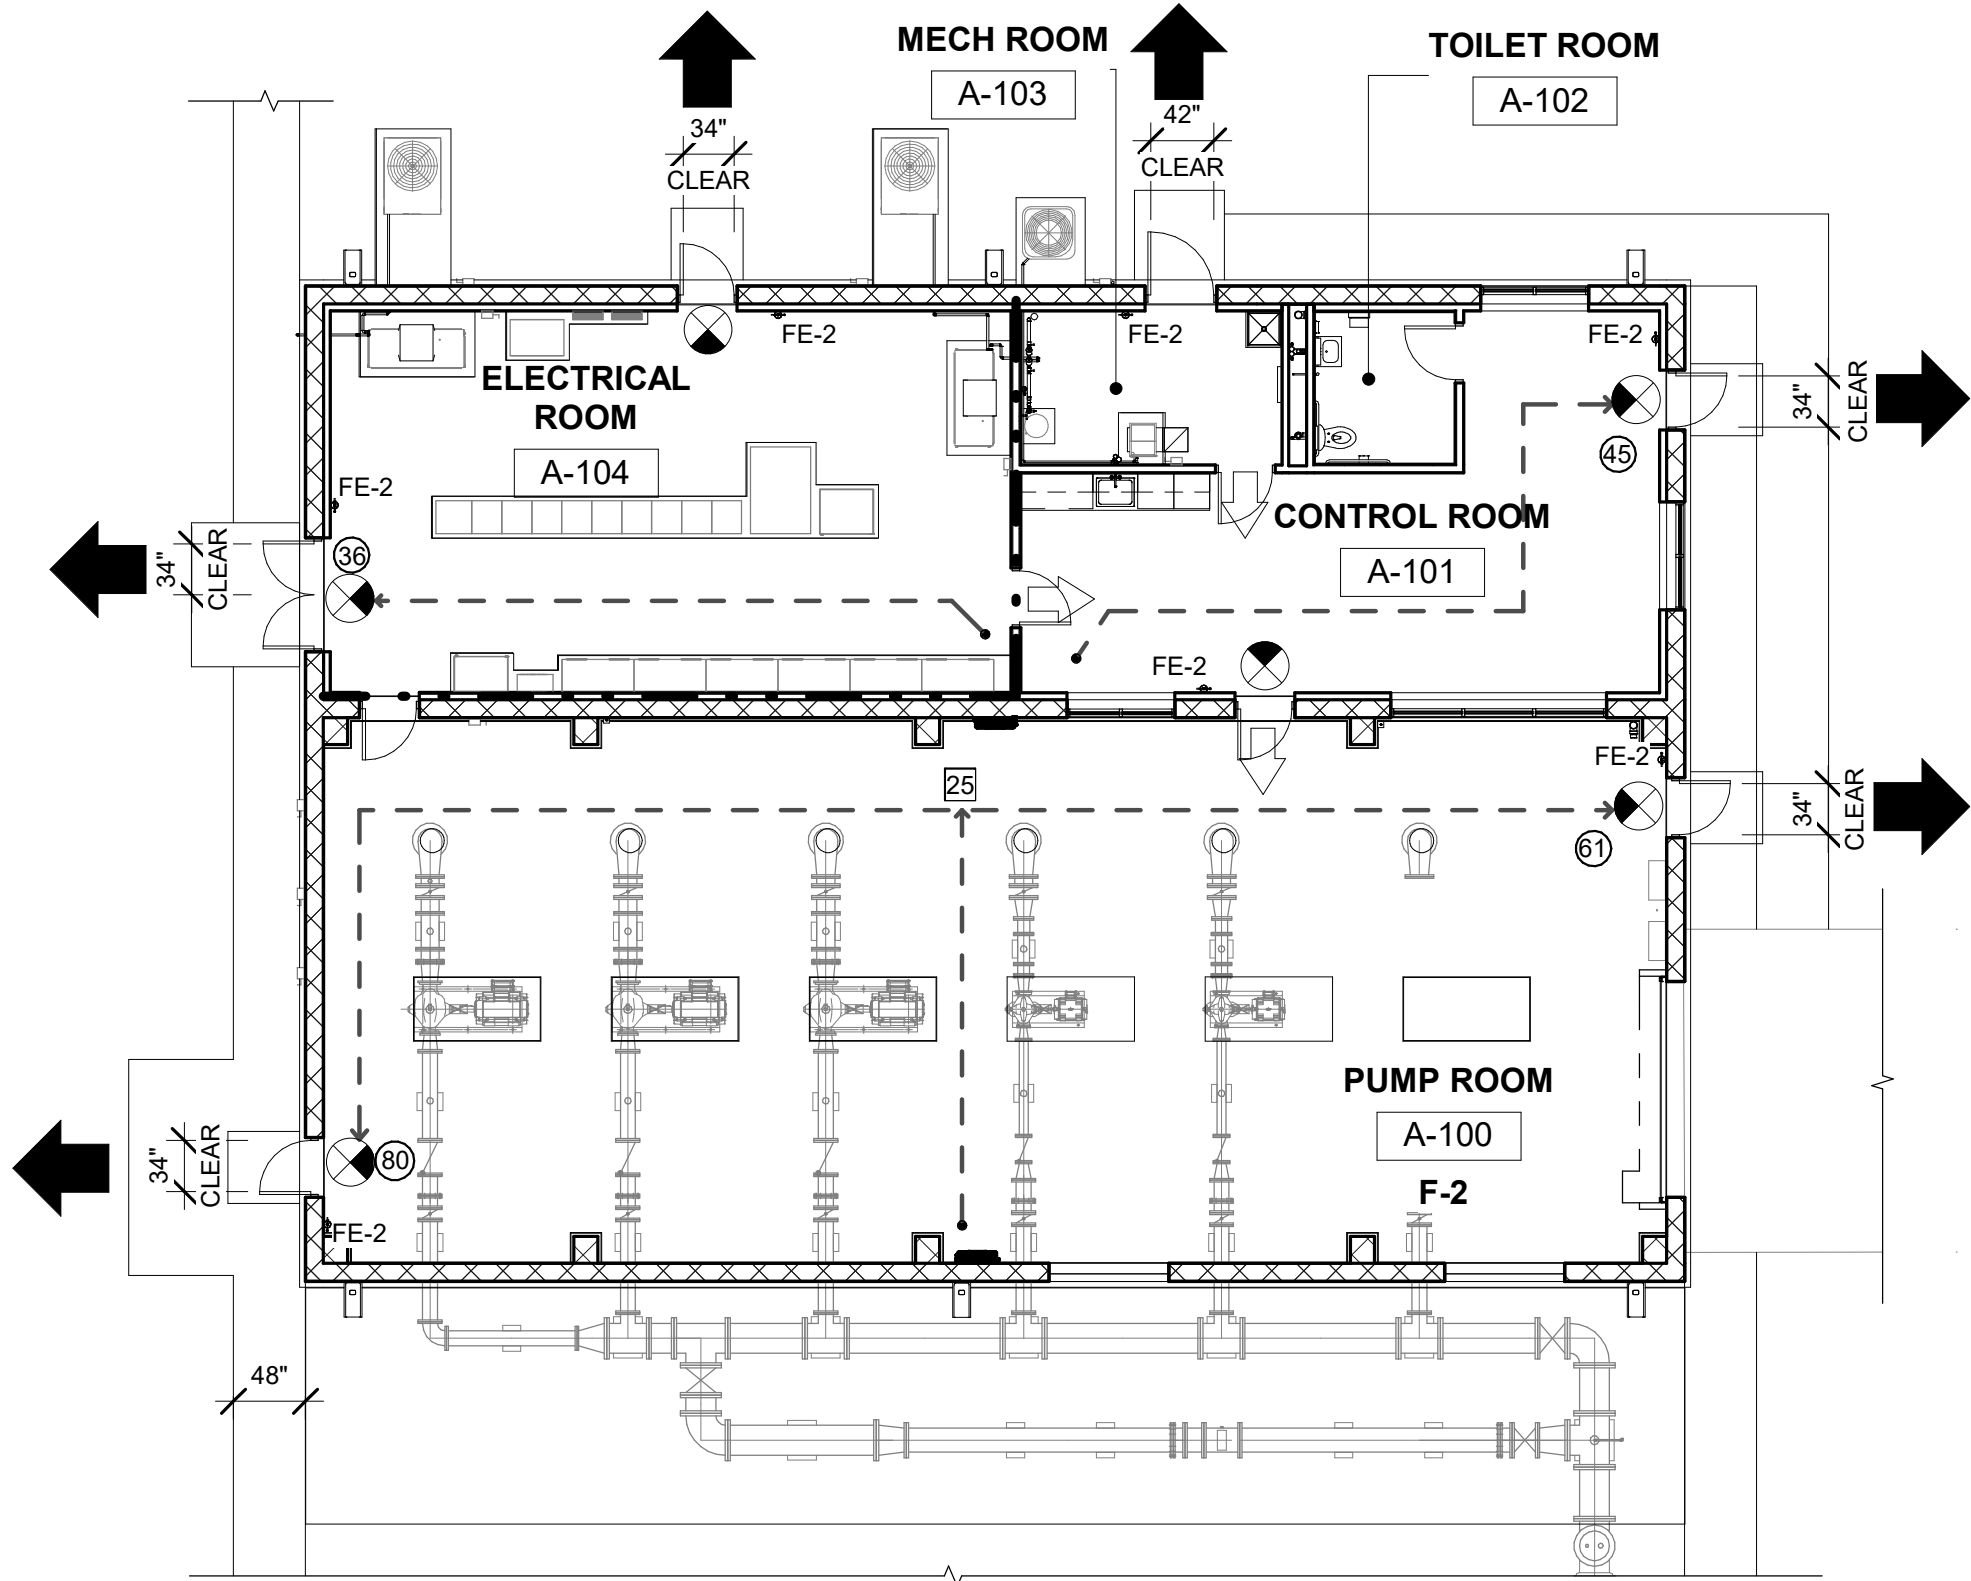 MECH ROOM
A-103
TOILET ROOM
A-102
34"
CLEAR
42"
CLEAR
FE-2
FE-2
FE-2
ELECTRICAL
ROOM
A-104
34"
CLEAR
45
FE-2
CONTROL ROOM
A-101
34"
CLEAR
36
FE-2
FE-2
25
34"
CLEAR
61
PUMP ROOM
A-100
F-2
34"
CLEAR
80
FE-2
48"